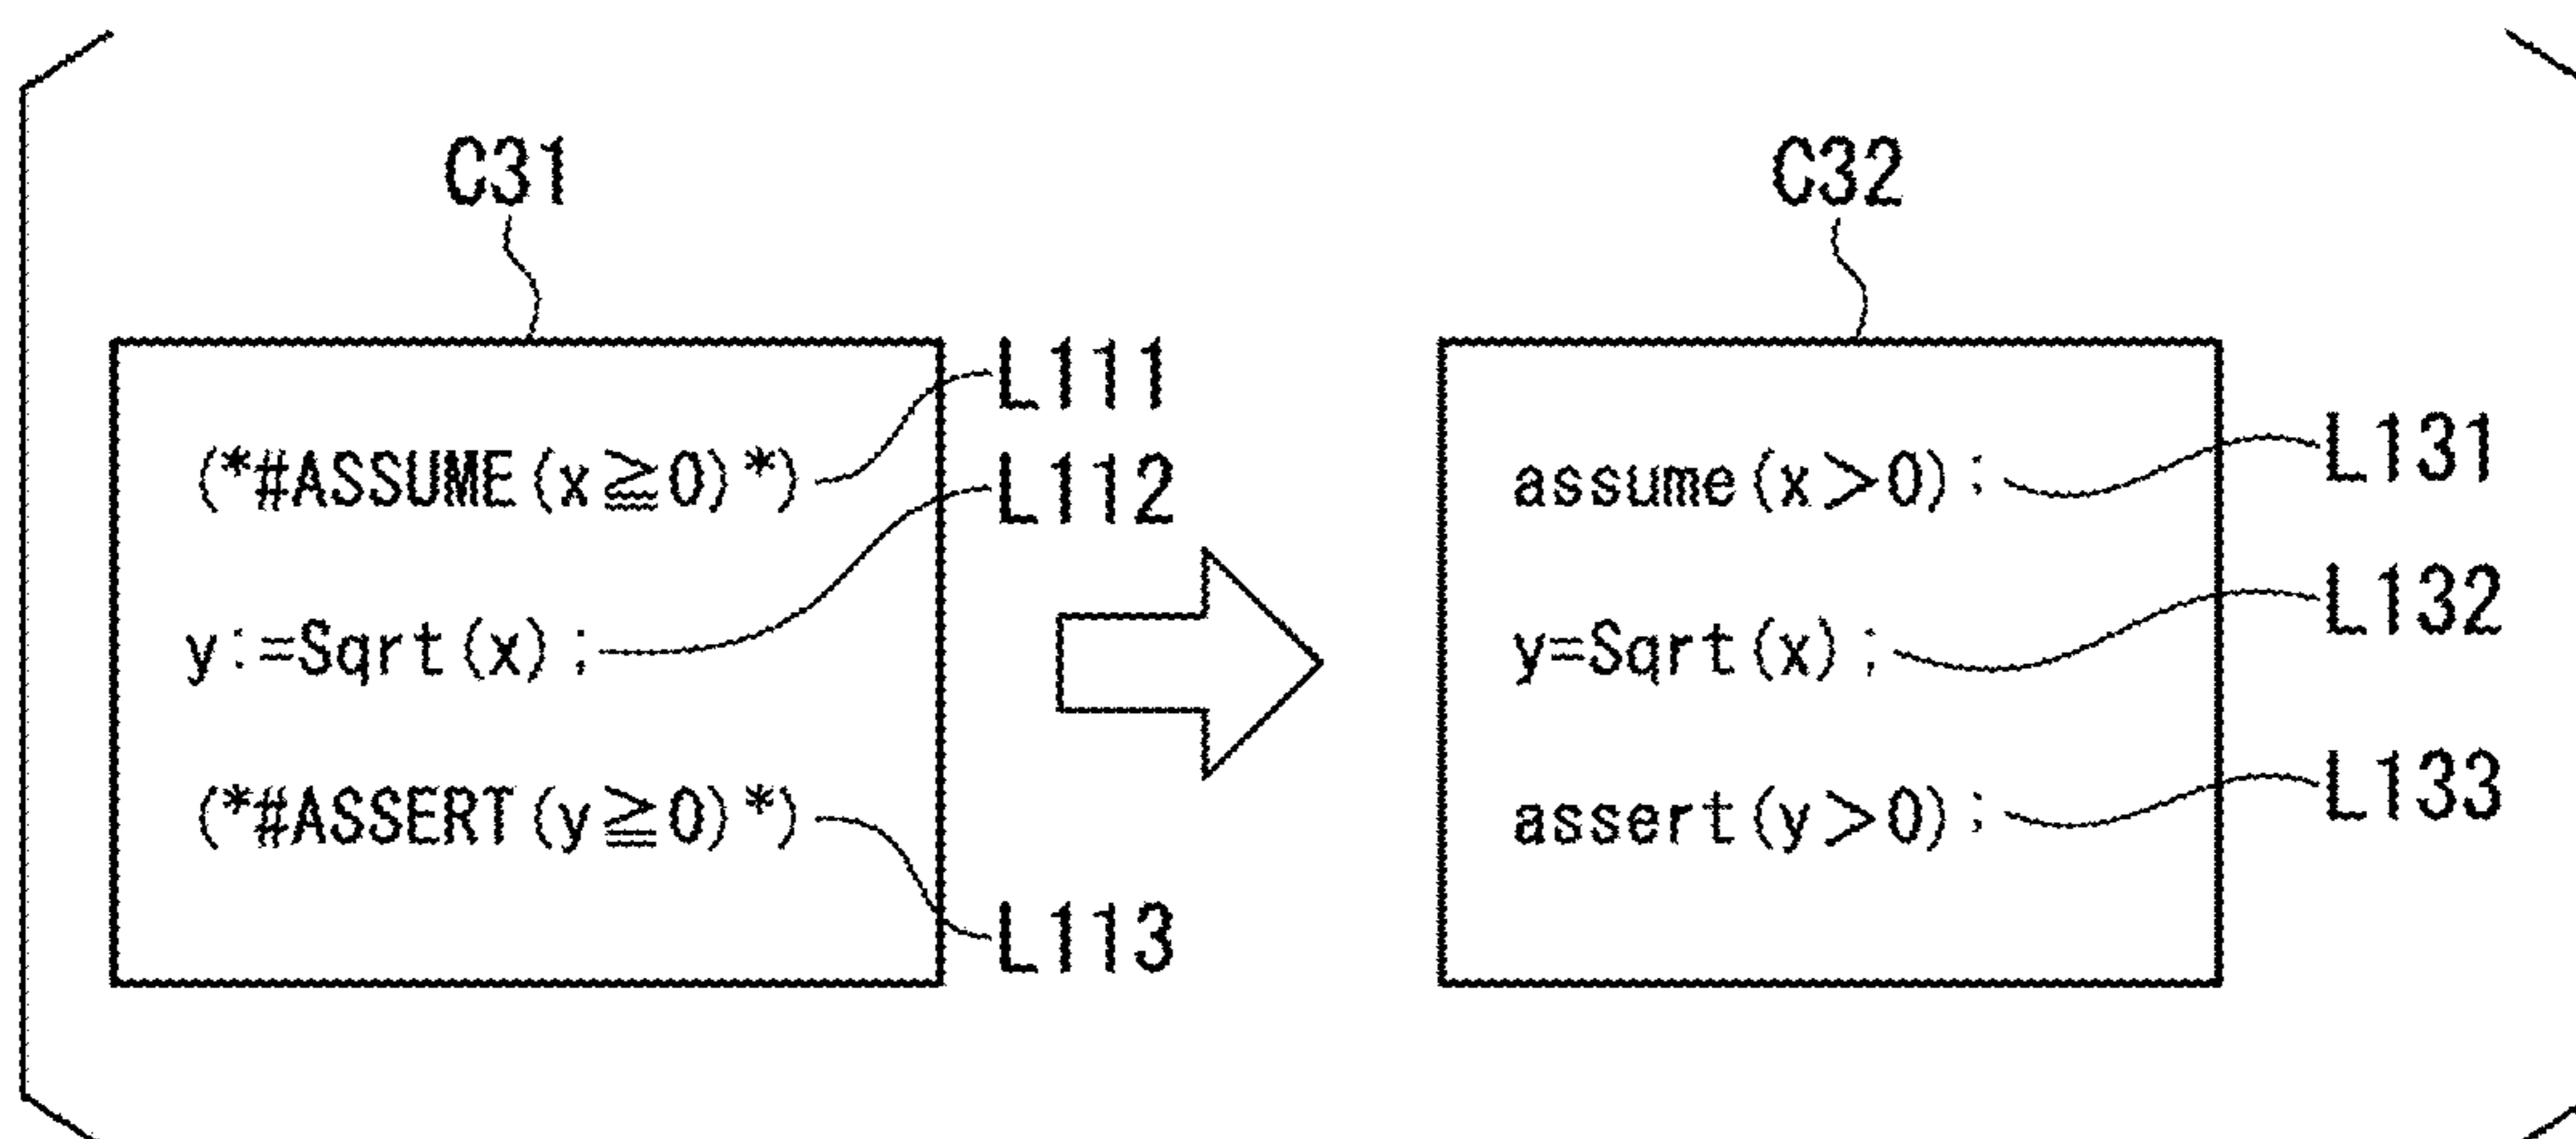 C31
C32
L111
(*#ASSUME(x≧0)*)
L112
y:=Sqrt(x);
(*#ASSERT(y≧0)*)
L113
assume(x>0);
L131
y=Sqrt(x);
L132
assert(y>0);
L133